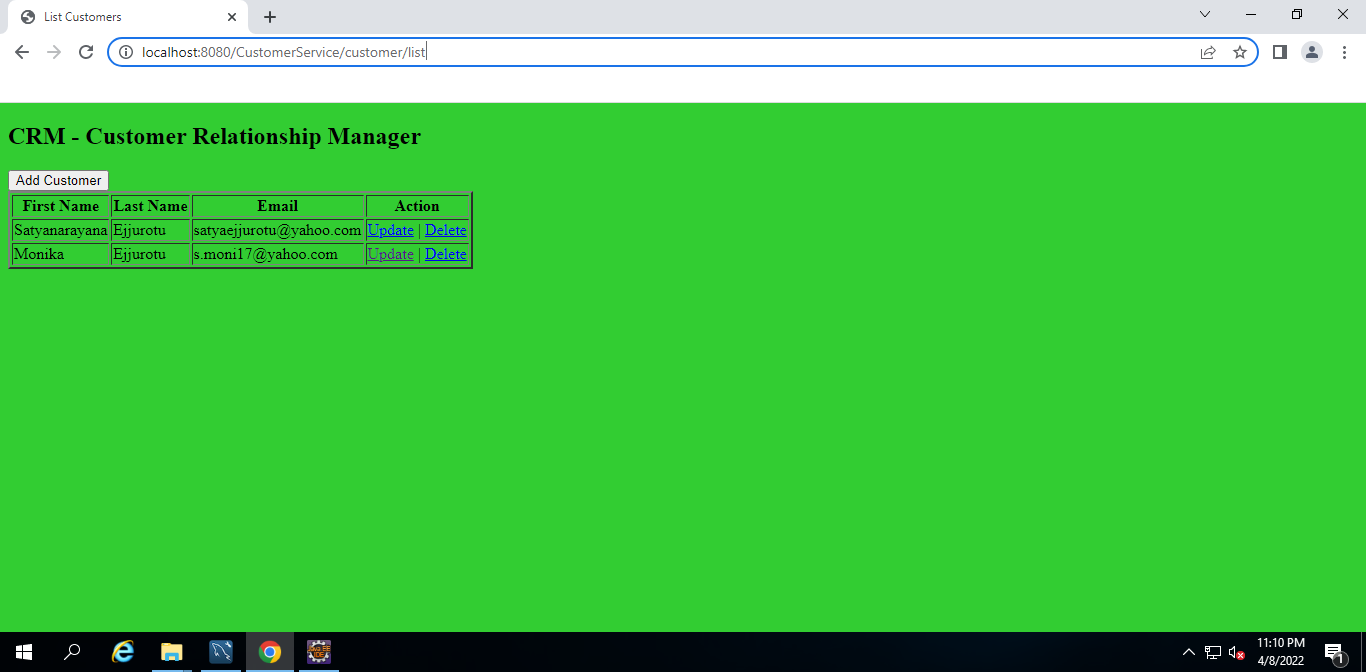 List Customers
localhost:8080/CustomerService/customer/list
CRM - Customer Relationship Manager
Add Customer
First Name Last Name Email Action
Satyanarayana Ejjurotu satyaejjurotu@yahoo.com Update | Delete
Monika Ejjurotu s.moni17@yahoo.com Update | Delete
11:10 PM
4/8/2022
1